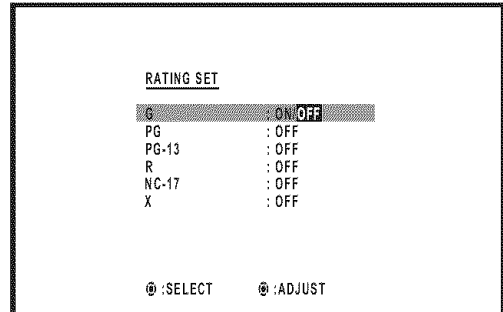 RATING SET
G : ON OFF
PG : OFF
PG-13 : OFF
R : OFF
NC-17 : OFF
X : OFF
:SELECT :ADJUST